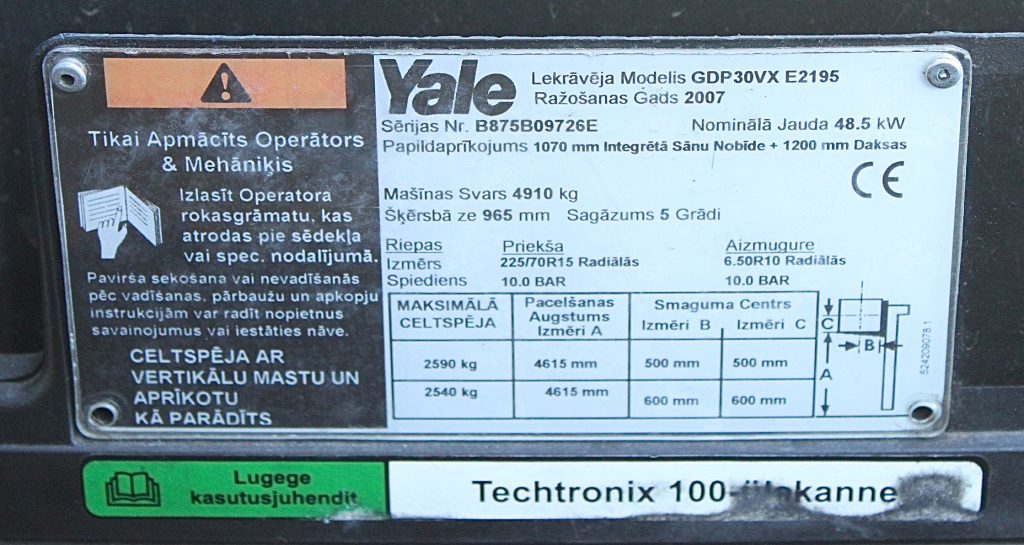 Tikai Apmācīts Operātors
& Mehāniķis
Izlasīt Operatora
rokasgrāmatu, kas
atrodas pie sēdekļa
vai spec. nodalījumā.
Pavirša sekošana vai nevadīšanās
pēc vadīšanas, pārbaužu un apkopju
instrukcijām var radīt nopietnus
savainojumus vai iestāties nāve.
CELTSPĒJA AR
VERTIKĀLU MASTU UN
APRĪKOTU
KĀ PARĀDĪTS
Yale
Lekrāvēja Modelis GDP30VX E2195
Ražošanas Gads 2007
Sērijas Nr. B875B09726E Nominālā Jauda 48.5 kW
Papildaprīkojums 1070 mm Integrētā Sānu Nobīde + 1200 mm Daksas
CE
Mašīnas Svars 4910 kg
Šķērsbā ze 965 mm Sagāzums 5 Grādi
Riepas Priekša Aizmugure
Izmērs 225/70R15 Radiālās 6.50R10 Radiālās
Spiediens 10.0 BAR 10.0 BAR
MAKSIMĀLĀ CELTSPĒJA
Pacelšanas Augstums Izmēri A
Smaguma Centrs
Izmēri B Izmēri C
2590 kg 4615 mm 500 mm 500 mm
2540 kg 4615 mm 600 mm 600 mm
C
B
A
524209078.1
Lugege
kasutusjuhendit
Techtronix 100-